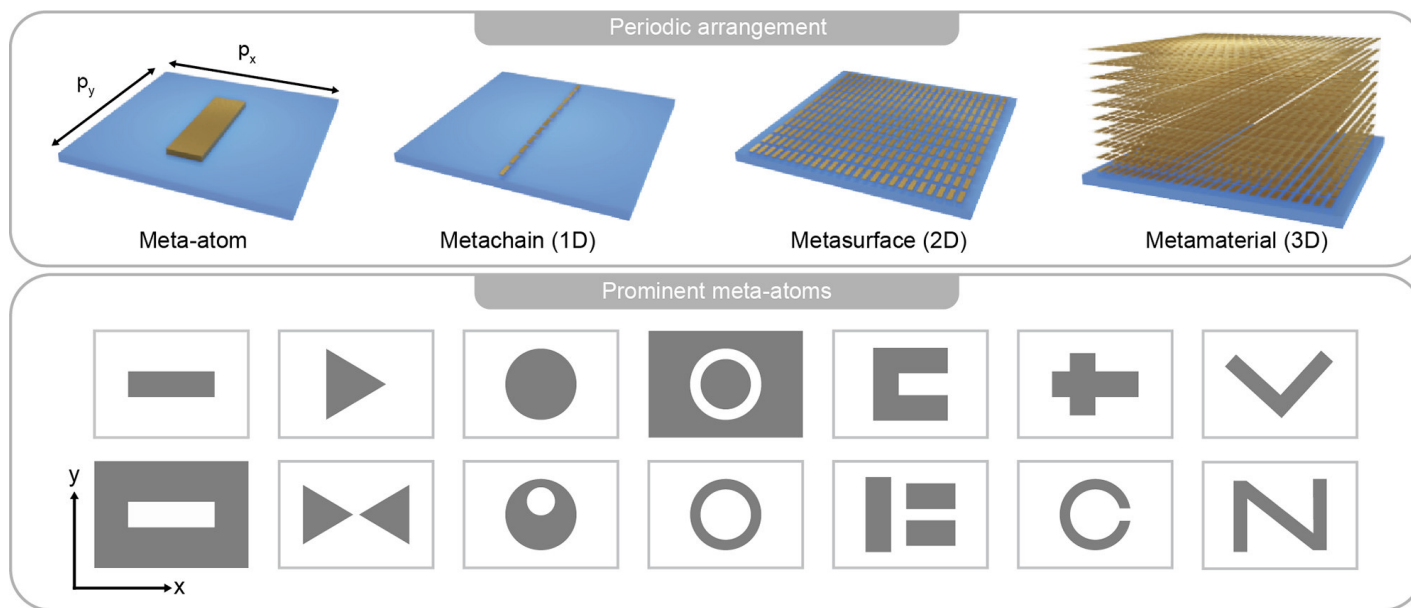 Periodic arrangement
p_x
p_y
Meta-atom
Metachain (1D)
Metasurface (2D)
Metamaterial (3D)
Prominent meta-atoms
y
x